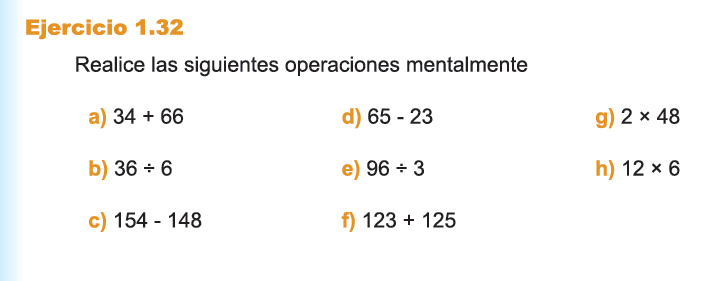 Ejercicio 1.32
Realice las siguientes operaciones mentalmente
a) 34 + 66
d) 65 - 23
g) 2 × 48
b) 36 ÷ 6
e) 96 ÷ 3
h) 12 × 6
c) 154 - 148
f) 123 + 125